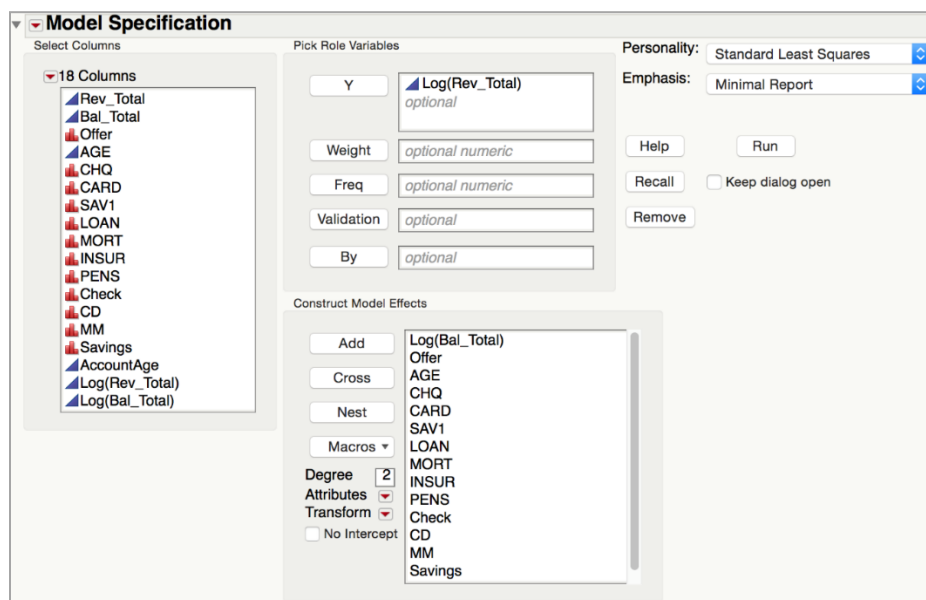 Model Specification
Select Columns
18 Columns
Rev_Total
Bal_Total
Offer
AGE
CHQ
CARD
SAV1
LOAN
MORT
INSUR
PENS
Check
CD
MM
Savings
AccountAge
Log(Rev_Total)
Log(Bal_Total)
Pick Role Variables
Y
Log(Rev_Total)
optional
Weight
optional numeric
Freq
optional numeric
Validation
optional
By
optional
Personality:
Standard Least Squares
Emphasis:
Minimal Report
Help
Run
Recall
Keep dialog open
Remove
Construct Model Effects
Add
Cross
Nest
Macros
Degree 2
Attributes
Transform
No Intercept
Log(Bal_Total)
Offer
AGE
CHQ
CARD
SAV1
LOAN
MORT
INSUR
PENS
Check
CD
MM
Savings